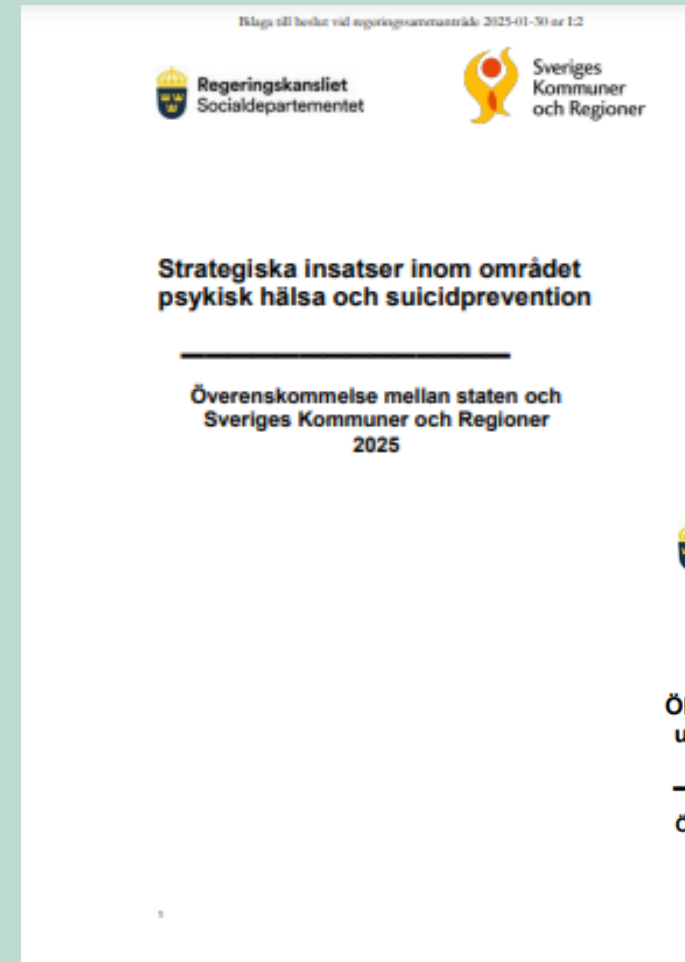 Bilaga till beslut vid regeringssammanträde 2025-01-30 nr I:2
Regeringskansliet
Socialdepartementet
Sveriges
Kommuner
och Regioner
Strategiska insatser inom området
psykisk hälsa och suicidprevention
Överenskommelse mellan staten och
Sveriges Kommuner och Regioner
2025